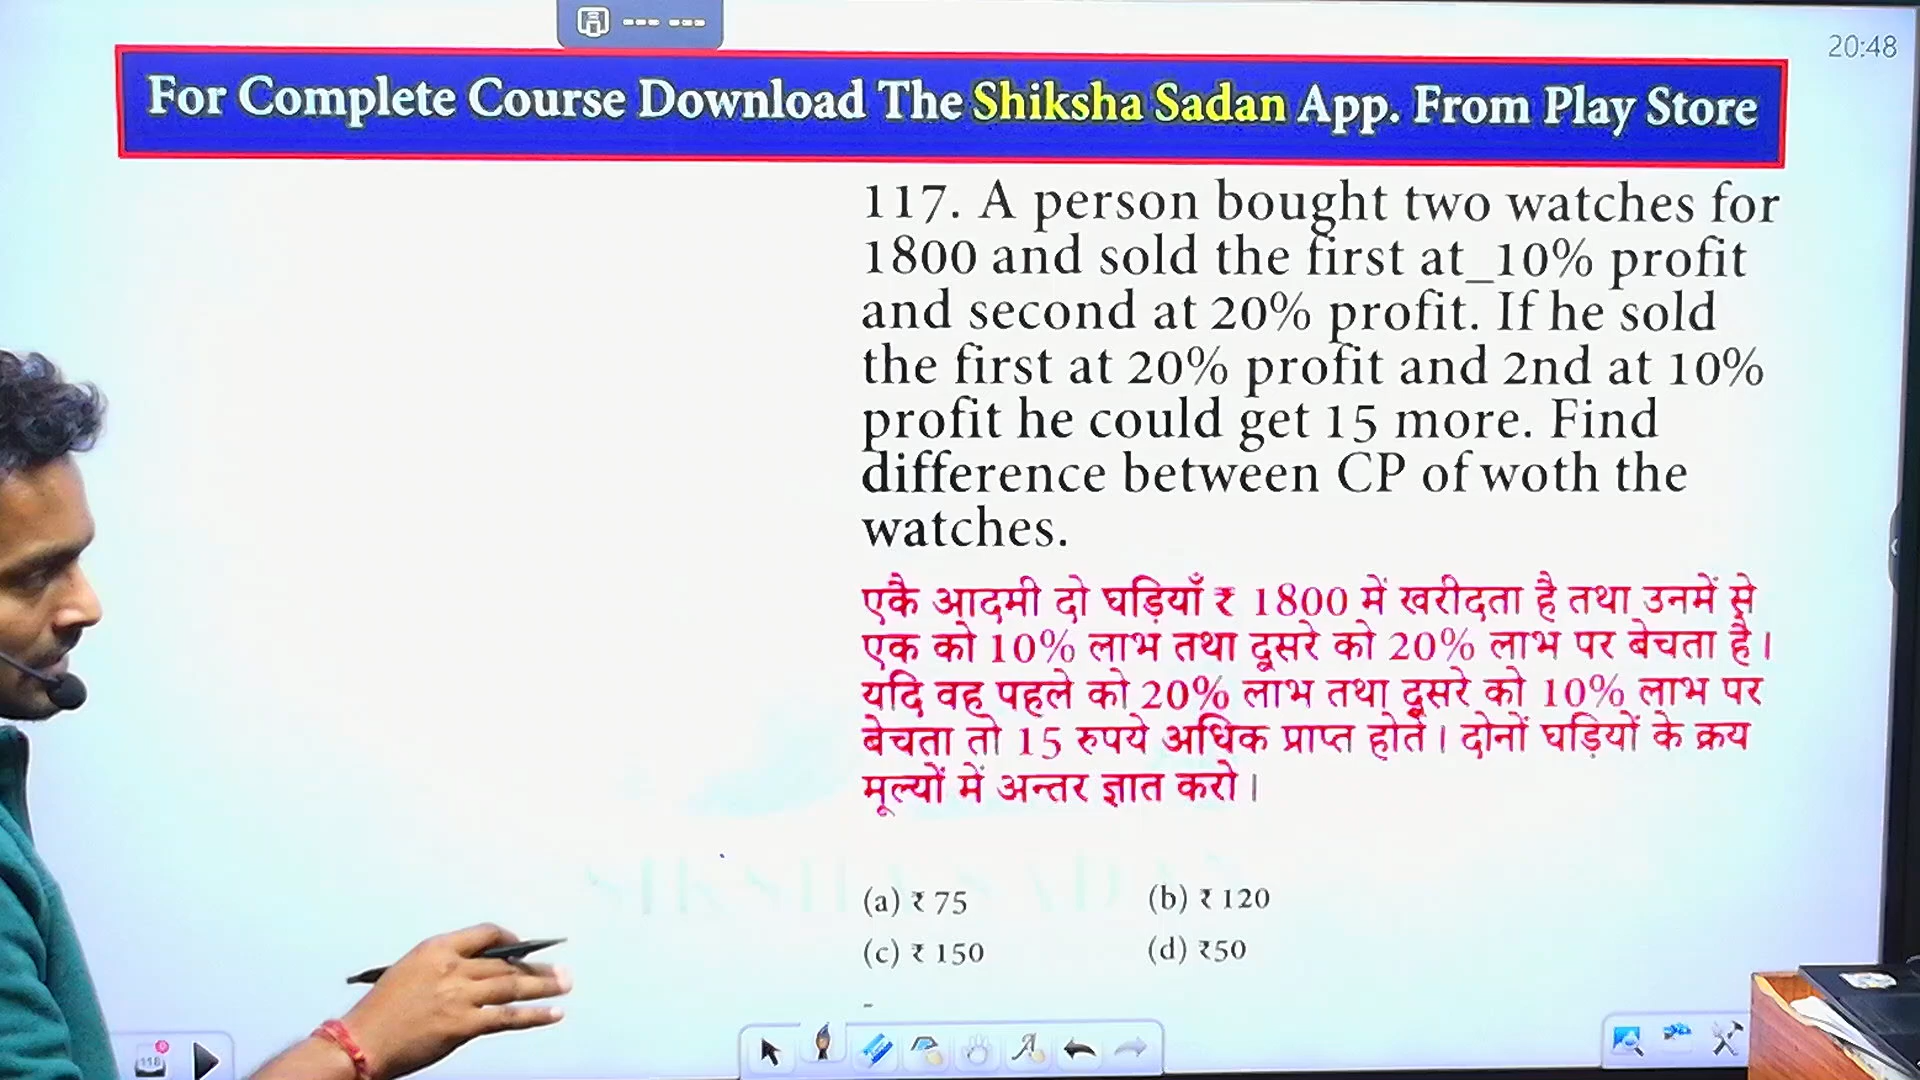 20:48
For Complete Course Download The Shiksha Sadan App. From Play Store
117. A person bought two watches for
1800 and sold the first at_10% profit
and second at 20% profit. If he sold
the first at 20% profit and 2nd at 10%
profit he could get 15 more. Find
difference between CP of woth the
watches.
एकै आदमी दो घड़ियाँ ₹ 1800 में खरीदता है तथा उनमें से
एक को 10% लाभ तथा दूसरे को 20% लाभ पर बेचता है।
यदि वह पहले को 20% लाभ तथा दूसरे को 10% लाभ पर
बेचता तो 15 रुपये अधिक प्राप्त होते। दोनों घड़ियों के क्रय
मूल्यों में अन्तर ज्ञात करो।
(a) ₹ 75 (b) ₹ 120
(c) ₹ 150 (d) ₹50
118